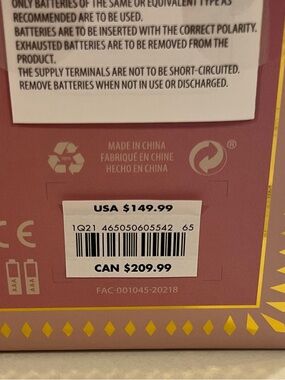 ONLY BATTERIES OF THE SAME OR EQUIVALENT TYPE AS
RECOMMENDED ARE TO BE USED.
BATTERIES ARE TO BE INSERTED WITH THE CORRECT POLARITY.
EXHAUSTED BATTERIES ARE TO BE REMOVED FROM THE
PRODUCT.
THE SUPPLY TERMINALS ARE NOT TO BE SHORT-CIRCUITED.
REMOVE BATTERIES WHEN NOT IN USE OR DISCHARGED.
MADE IN CHINA
FABRIQUÉ EN CHINE
HECHO EN CHINA
®
USA $149.99
1Q21 465050605542 65
CAN $209.99
CE
AAA AAA
FAC-001045-20218